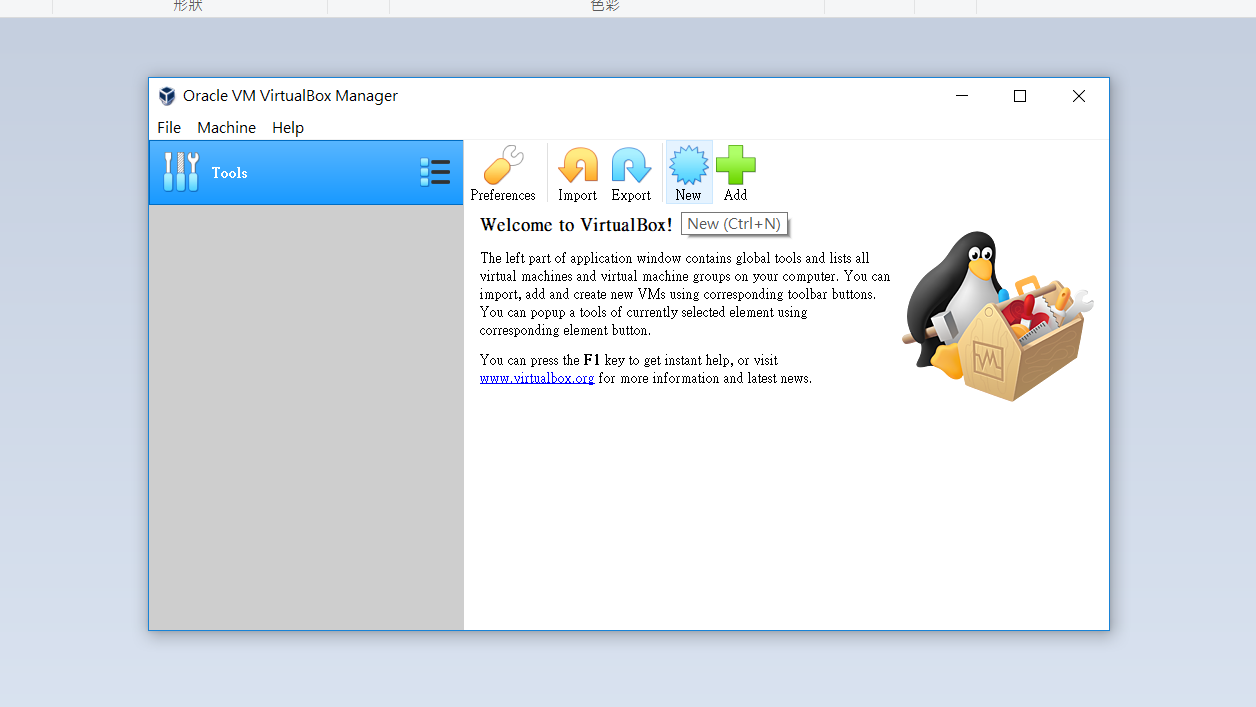 形狀
色彩
Oracle VM VirtualBox Manager
File Machine Help
Tools
Preferences Import Export New Add
Welcome to VirtualBox!
New (Ctrl+N)
The left part of application window contains global tools and lists all
virtual machines and virtual machine groups on your computer. You can
import, add and create new VMs using corresponding toolbar buttons.
You can popup a tools of currently selected element using
corresponding element button.
You can press the F1 key to get instant help, or visit
www.virtualbox.org for more information and latest news.